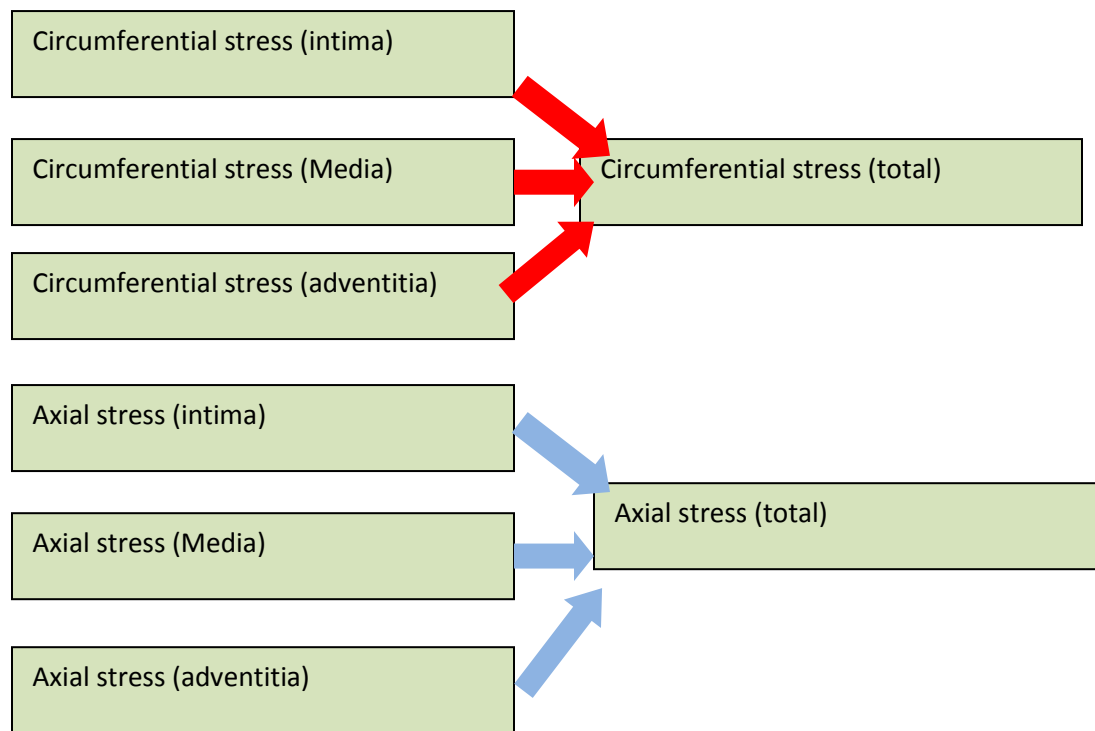 Circumferential stress (intima)
Circumferential stress (Media)
Circumferential stress (total)
Circumferential stress (adventitia)
Axial stress (intima)
Axial stress (total)
Axial stress (Media)
Axial stress (adventitia)